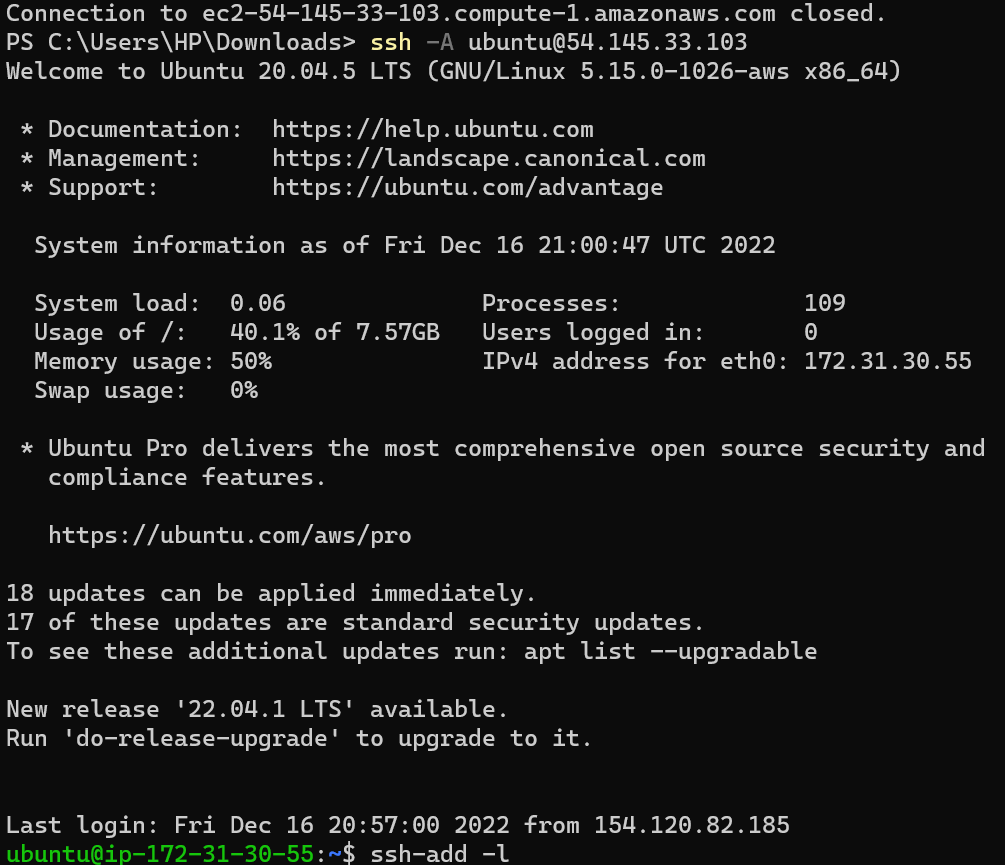 Connection to ec2-54-145-33-103.compute-1.amazonaws.com closed.
PS C:\Users\HP\Downloads> ssh -A ubuntu@54.145.33.103
Welcome to Ubuntu 20.04.5 LTS (GNU/Linux 5.15.0-1026-aws x86_64)

 * Documentation:  https://help.ubuntu.com
 * Management:     https://landscape.canonical.com
 * Support:        https://ubuntu.com/advantage

  System information as of Fri Dec 16 21:00:47 UTC 2022

  System load:  0.06              Processes:             109
  Usage of /:   40.1% of 7.57GB   Users logged in:       0
  Memory usage: 50%               IPv4 address for eth0: 172.31.30.55
  Swap usage:   0%

 * Ubuntu Pro delivers the most comprehensive open source security and
   compliance features.

   https://ubuntu.com/aws/pro

18 updates can be applied immediately.
17 of these updates are standard security updates.
To see these additional updates run: apt list --upgradable

New release '22.04.1 LTS' available.
Run 'do-release-upgrade' to upgrade to it.


Last login: Fri Dec 16 20:57:00 2022 from 154.120.82.185
ubuntu@ip-172-31-30-55:~$ ssh-add -l